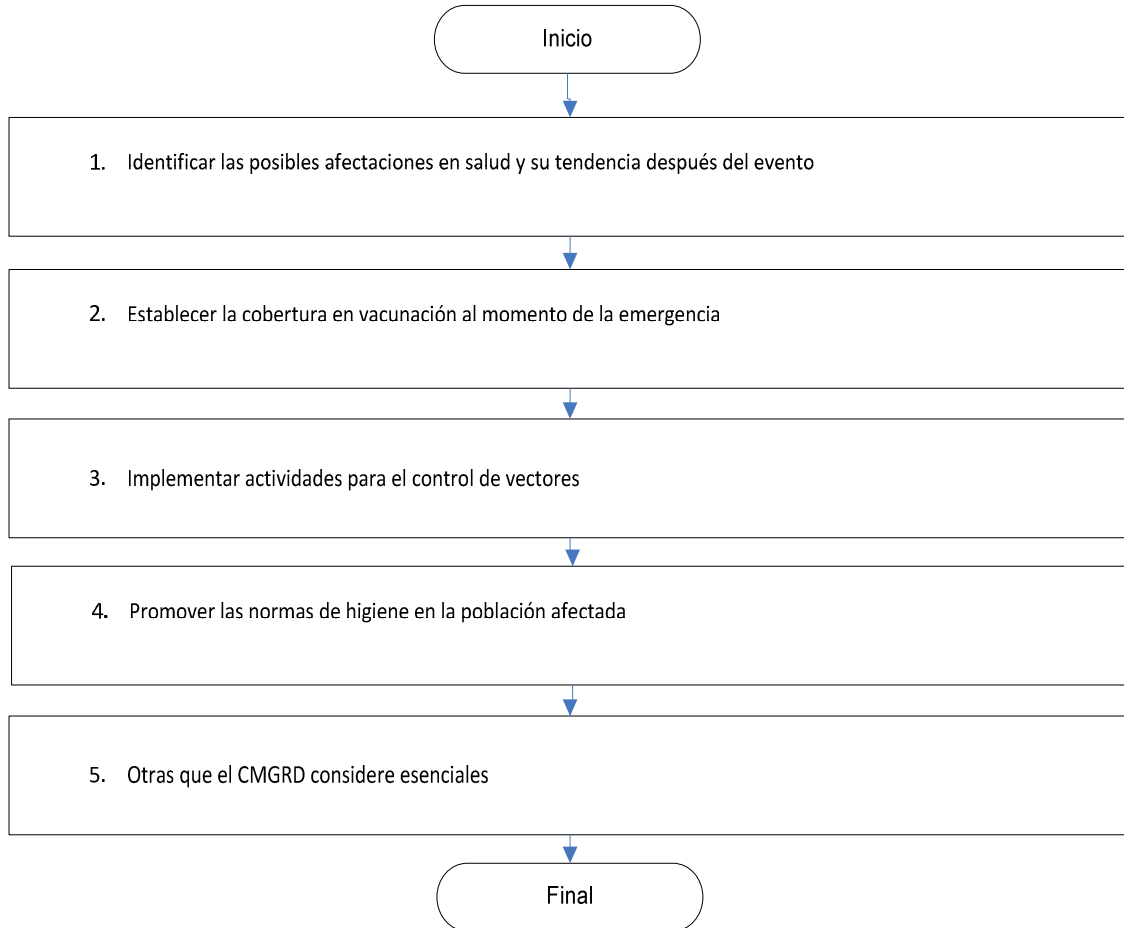 Inicio
1. Identificar las posibles afectaciones en salud y su tendencia después del evento
2. Establecer la cobertura en vacunación al momento de la emergencia
3. Implementar actividades para el control de vectores
4. Promover las normas de higiene en la población afectada
5. Otras que el CMGRD considere esenciales
Final